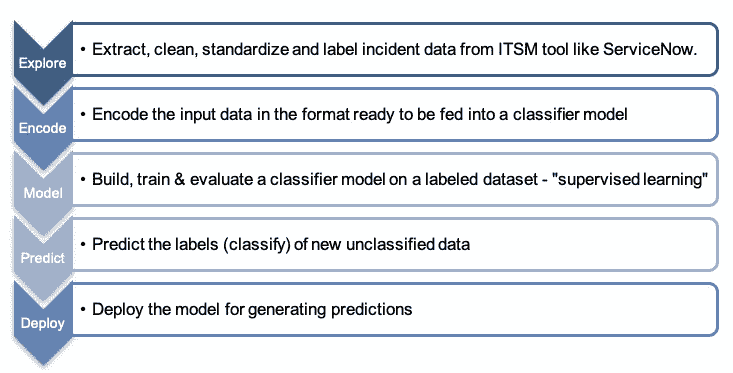 Explore
• Extract, clean, standardize and label incident data from ITSM tool like ServiceNow.
Encode
• Encode the input data in the format ready to be fed into a classifier model
Model
• Build, train & evaluate a classifier model on a labeled dataset - "supervised learning"
Predict
• Predict the labels (classify) of new unclassified data
Deploy
• Deploy the model for generating predictions